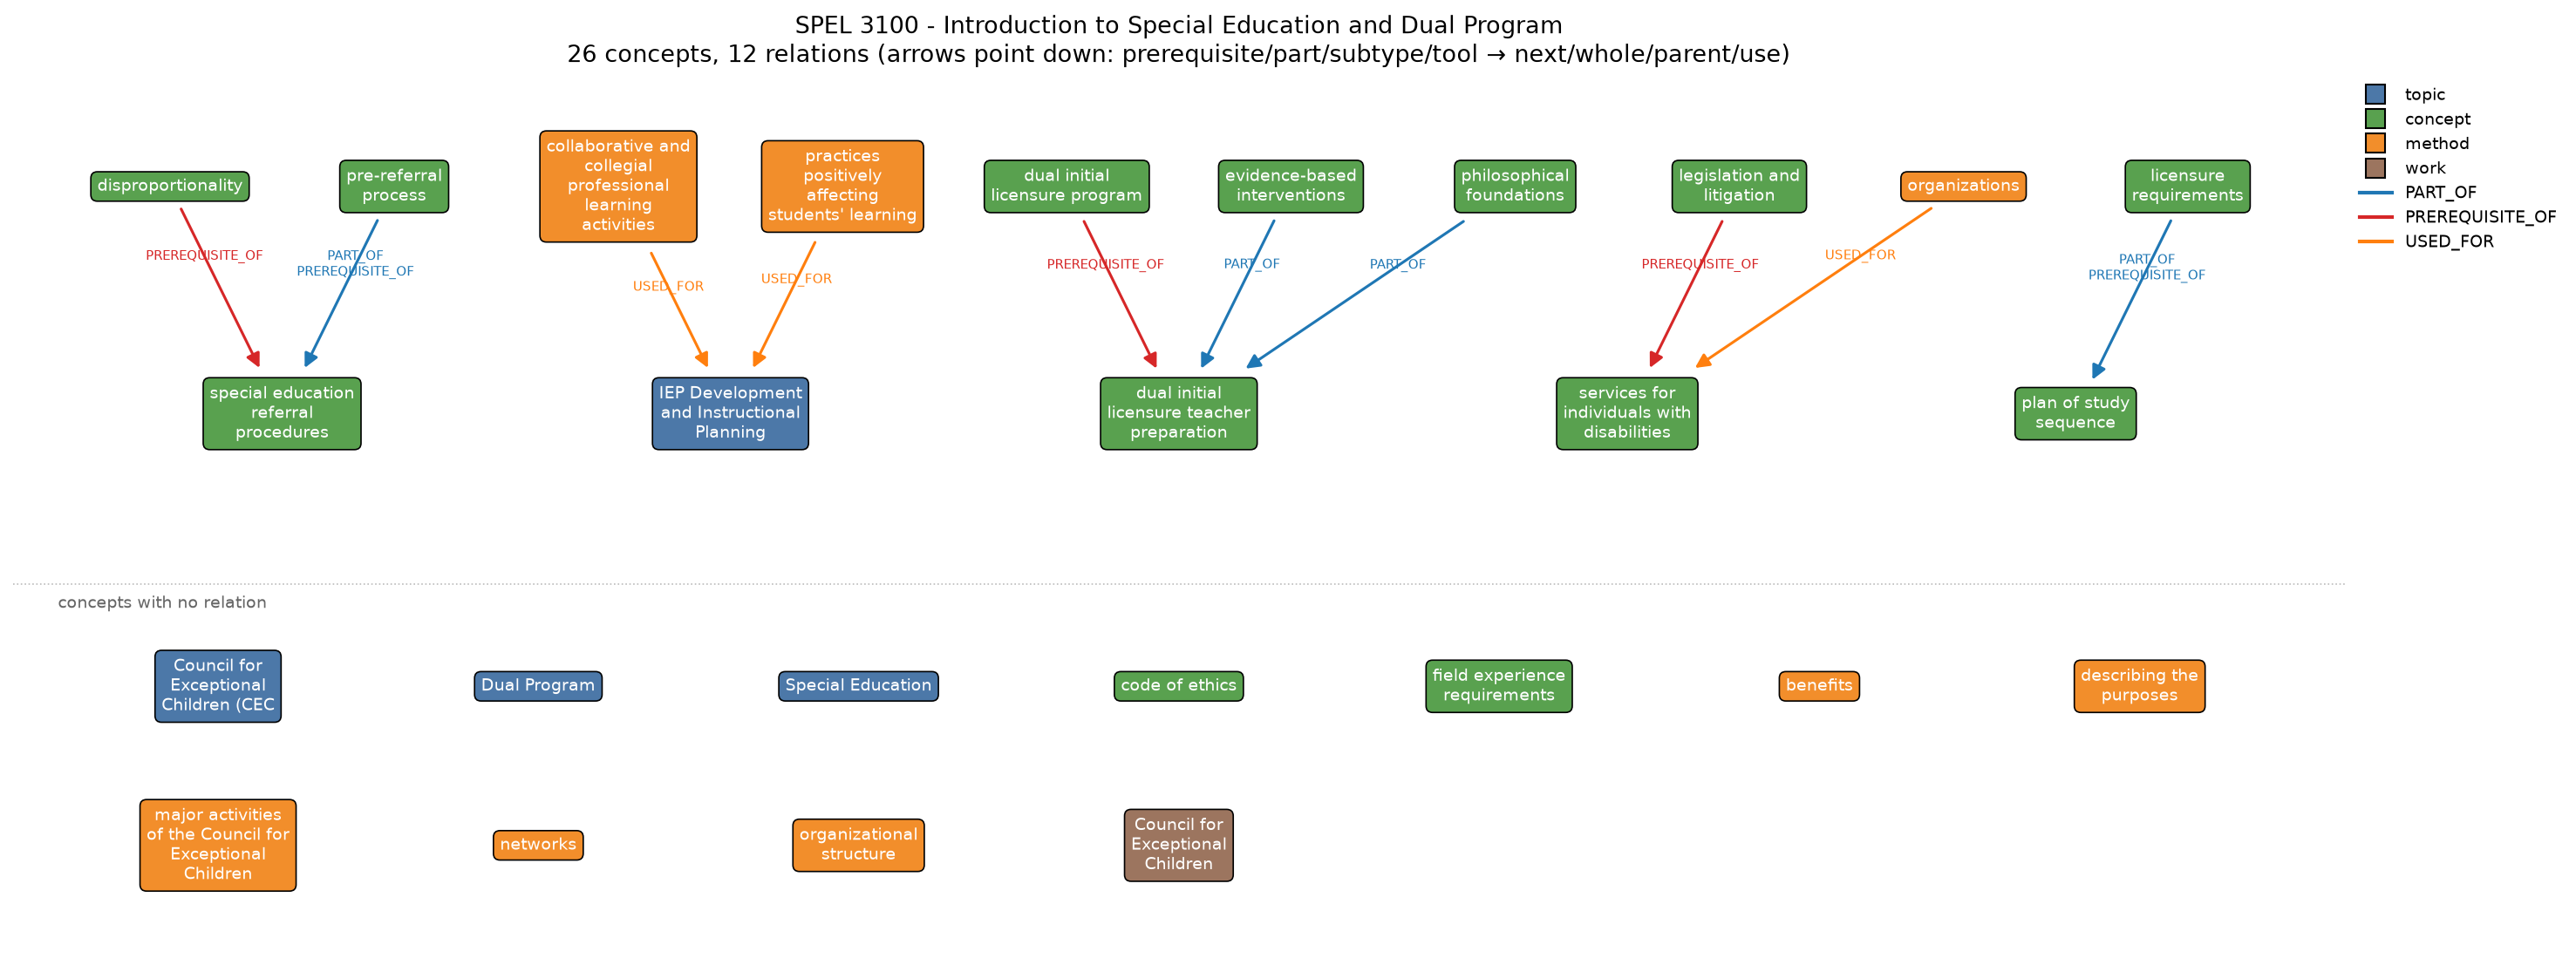 SPEL 3100 - Introduction to Special Education and Dual Program
26 concepts, 12 relations (arrows point down: prerequisite/part/subtype/tool → next/whole/parent/use)
topic
concept
method
work
PART_OF
PREREQUISITE_OF
USED_FOR
disproportionality
pre-referral
process
collaborative and
collegial
professional
learning
activities
practices
positively
affecting
students' learning
dual initial
licensure program
evidence-based
interventions
philosophical
foundations
legislation and
litigation
organizations
licensure
requirements
PREREQUISITE_OF
PART_OF
PREREQUISITE_OF
USED_FOR
USED_FOR
PREREQUISITE_OF
PART_OF
PART_OF
PREREQUISITE_OF
USED_FOR
PART_OF
PREREQUISITE_OF
special education
referral
procedures
IEP Development
and Instructional
Planning
dual initial
licensure teacher
preparation
services for
individuals with
disabilities
plan of study
sequence
concepts with no relation
Council for
Exceptional
Children (CEC
Dual Program
Special Education
code of ethics
field experience
requirements
benefits
describing the
purposes
major activities
of the Council for
Exceptional
Children
networks
organizational
structure
Council for
Exceptional
Children